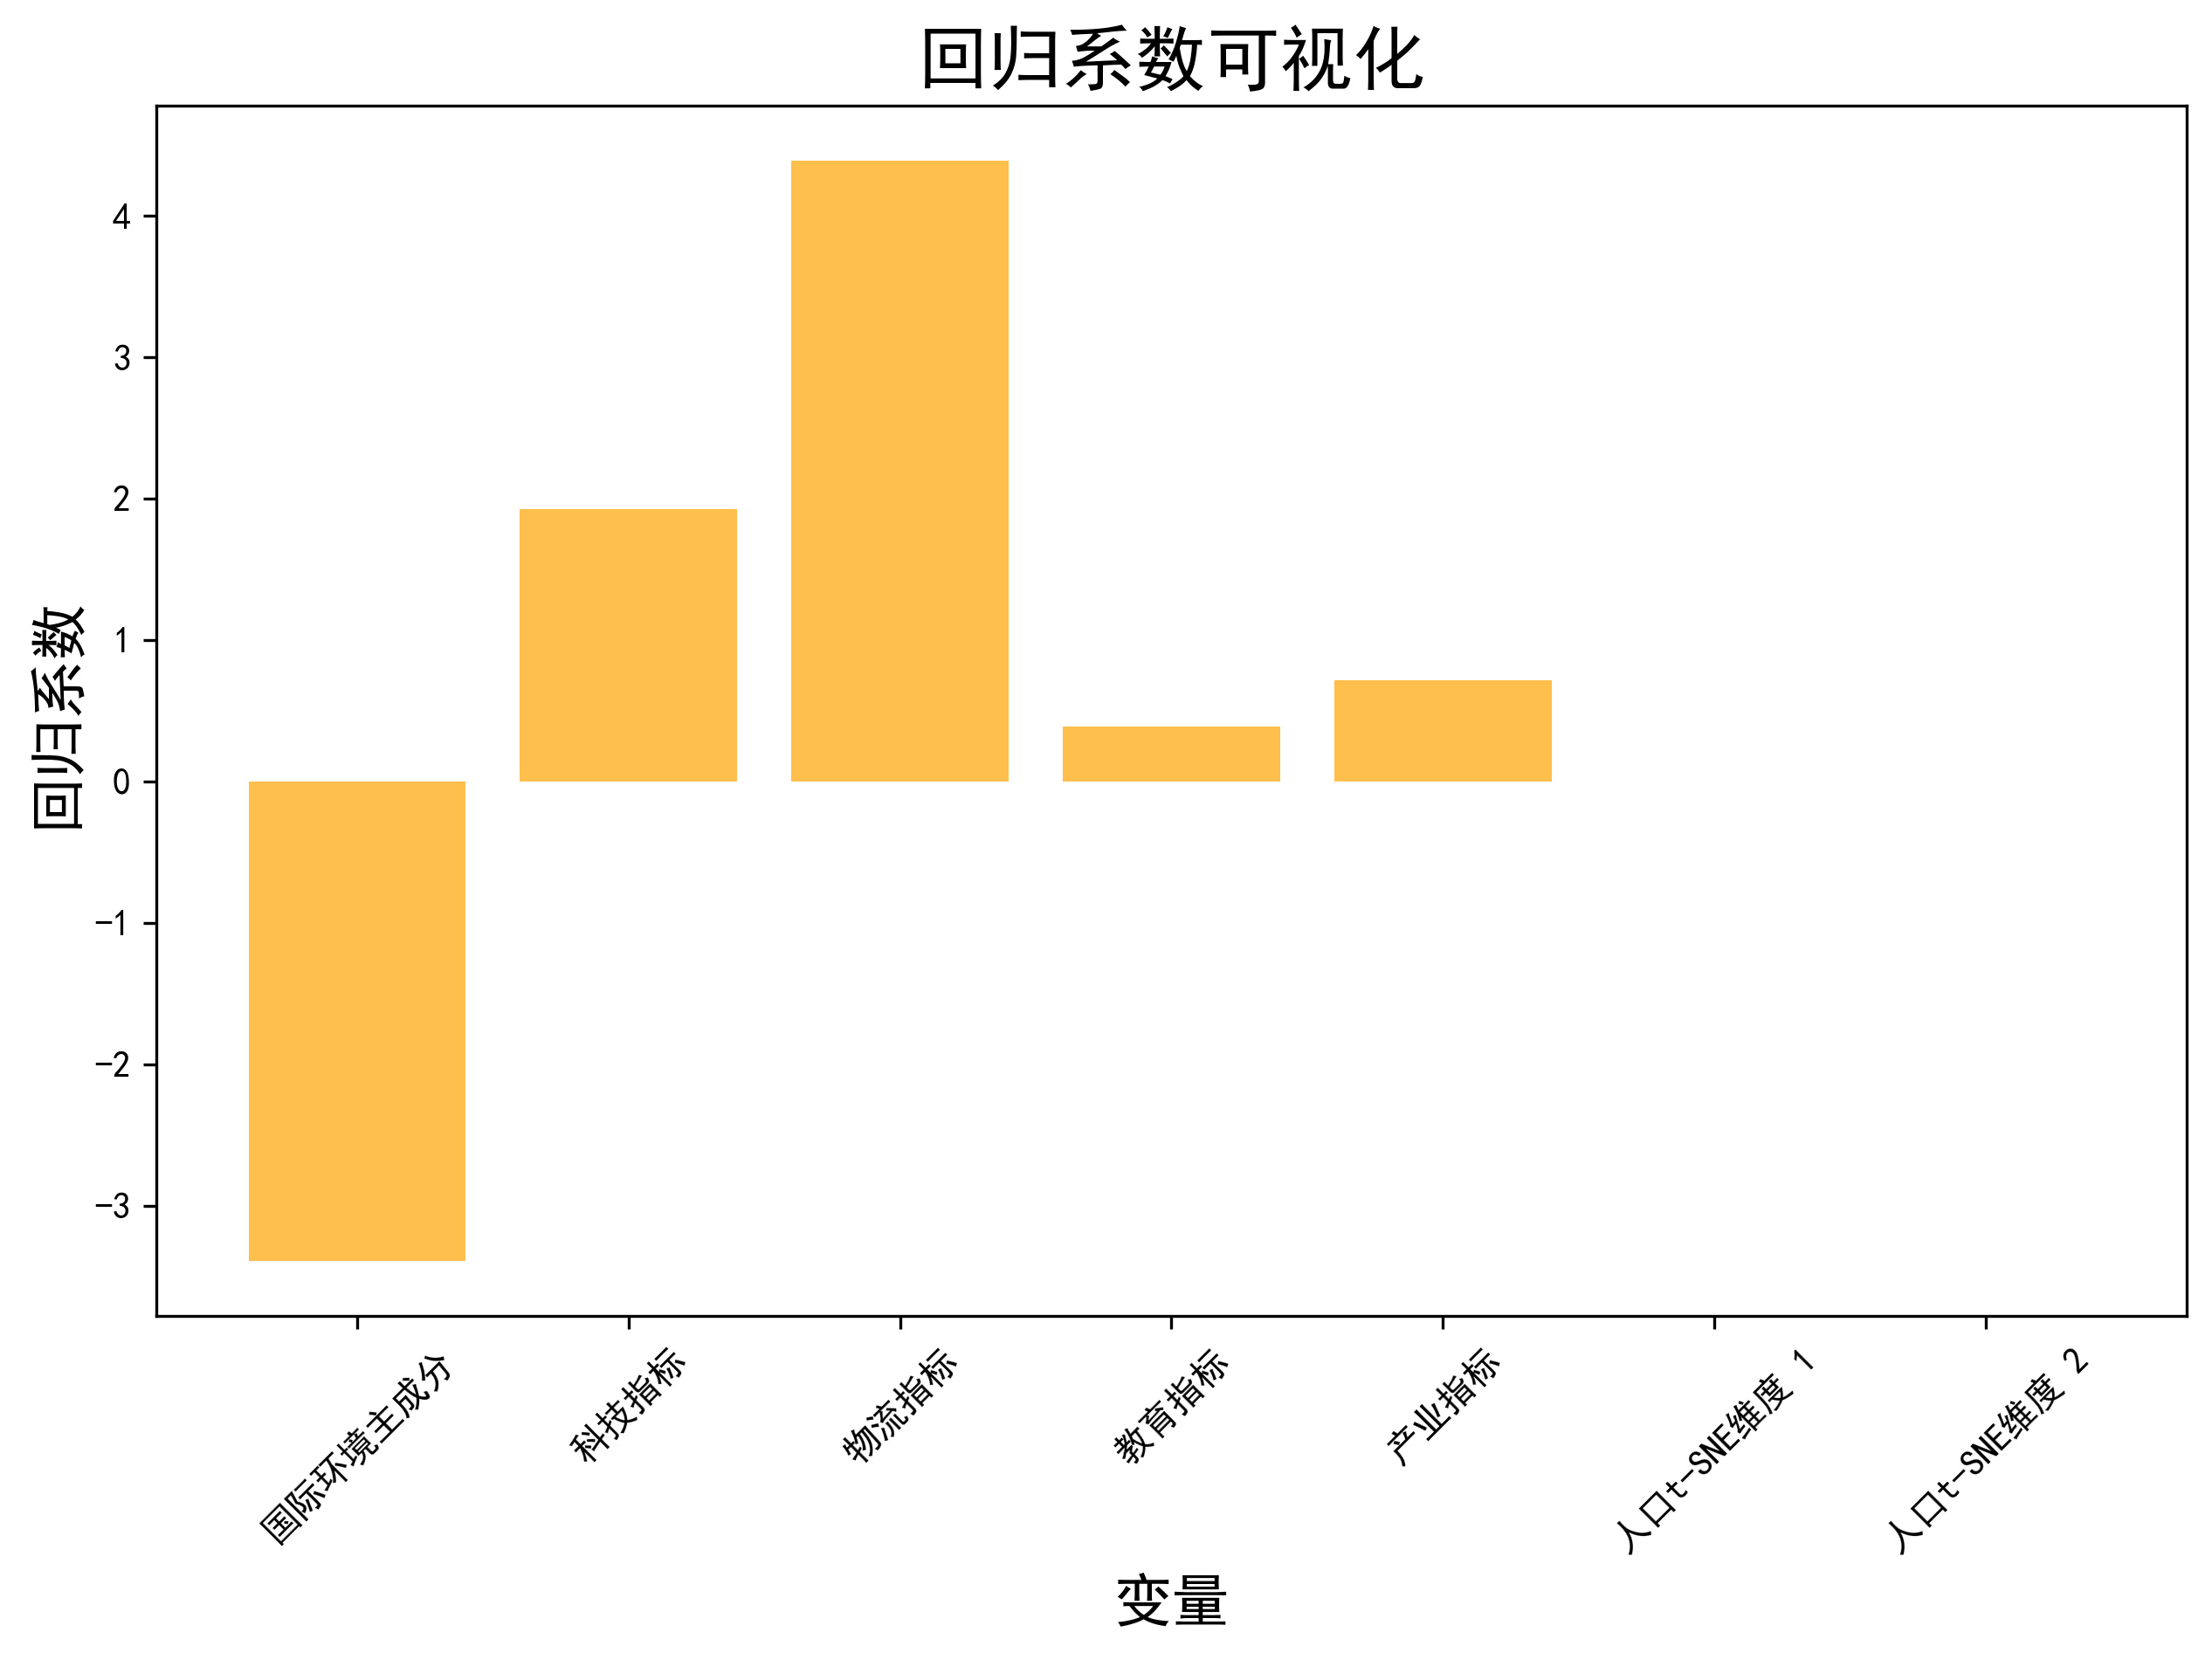 回归系数可视化
回归系数
4
3
2
1
0
−1
−2
−3
国际环境主成分
科技指标
物流指标
教育指标
产业指标
人口t-SNE维度 1
人口t-SNE维度 2
变量